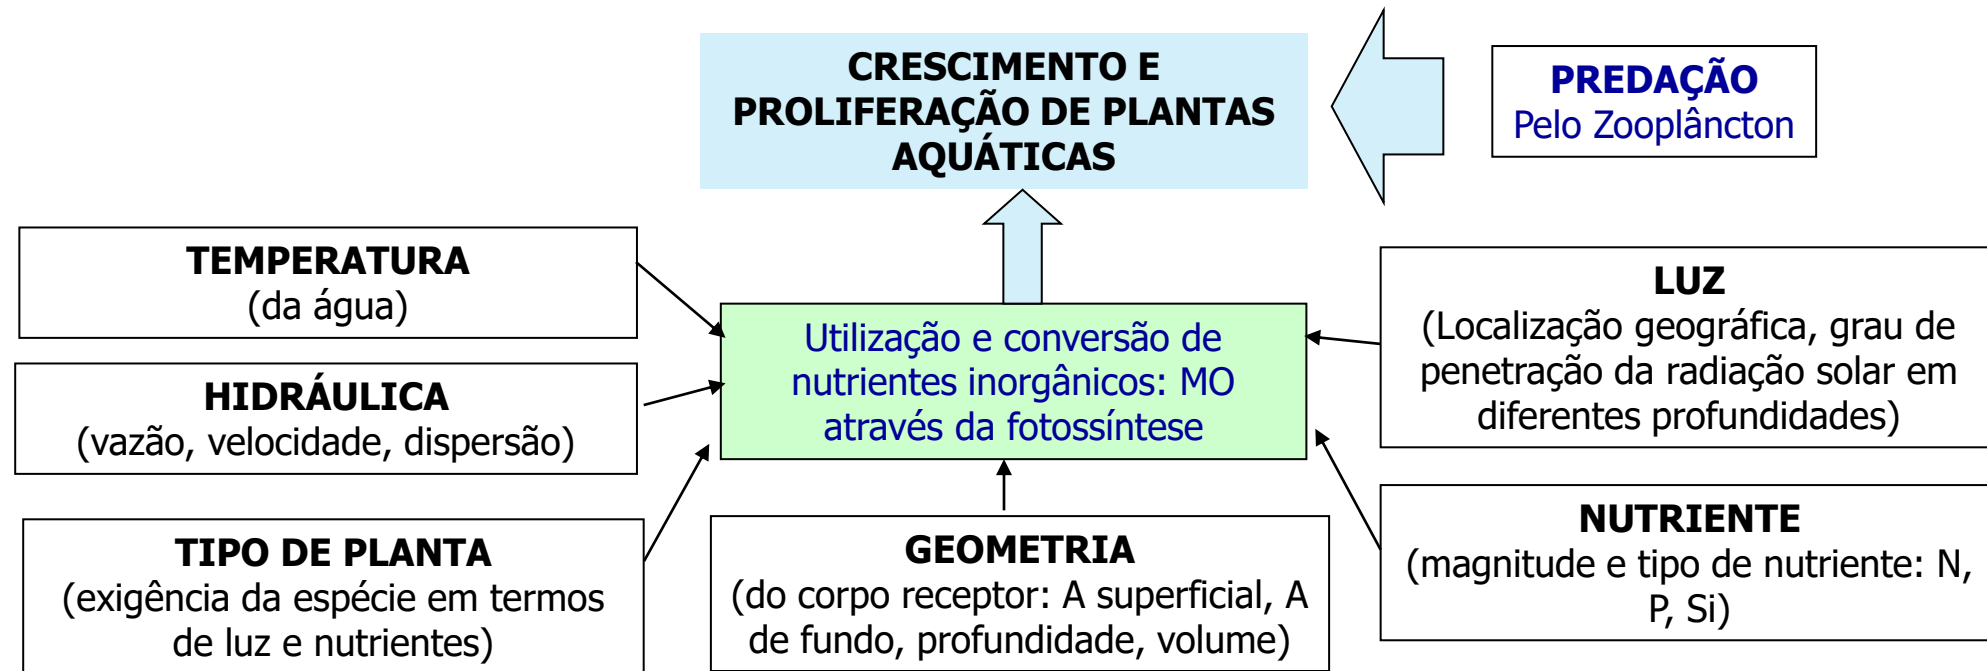 CRESCIMENTO E
PROLIFERAÇÃO DE PLANTAS
AQUÁTICAS
PREDAÇÃO
Pelo Zooplâncton
TEMPERATURA
(da água)
HIDRÁULICA
(vazão, velocidade, dispersão)
TIPO DE PLANTA
(exigência da espécie em termos
de luz e nutrientes)
Utilização e conversão de
nutrientes inorgânicos: MO
através da fotossíntese
GEOMETRIA
(do corpo receptor: A superficial, A
de fundo, profundidade, volume)
LUZ
(Localização geográfica, grau de
penetração da radiação solar em
diferentes profundidades)
NUTRIENTE
(magnitude e tipo de nutriente: N,
P, Si)